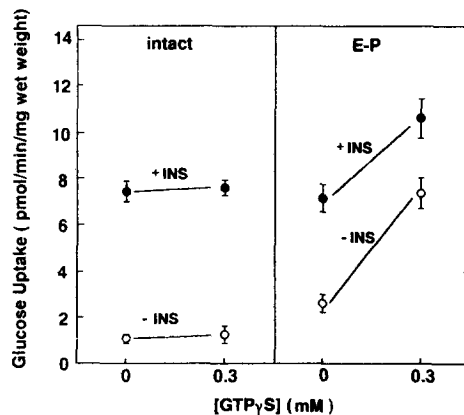 Glucose Uptake ( pmol/min/mg wet weight)
14
12
10
8
6
4
2
0
intact
+ INS
- INS
E-P
+ INS
- INS
0
0.3
0
0.3
[GTPγS] (mM)